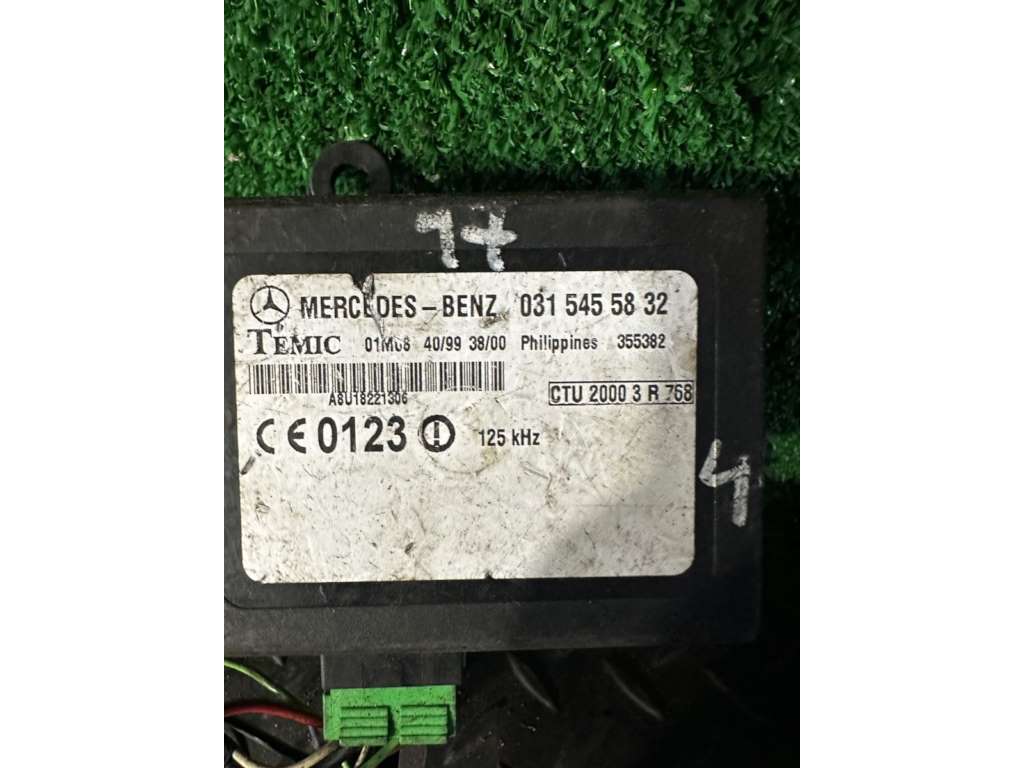 1t
MERCEDES-BENZ 031 545 58 32
TEMIC 01M08 40/99 38/00 Philippines 355382
A8U18221306
CTU 2000 3 R 768
CE 0123 125 kHz
4